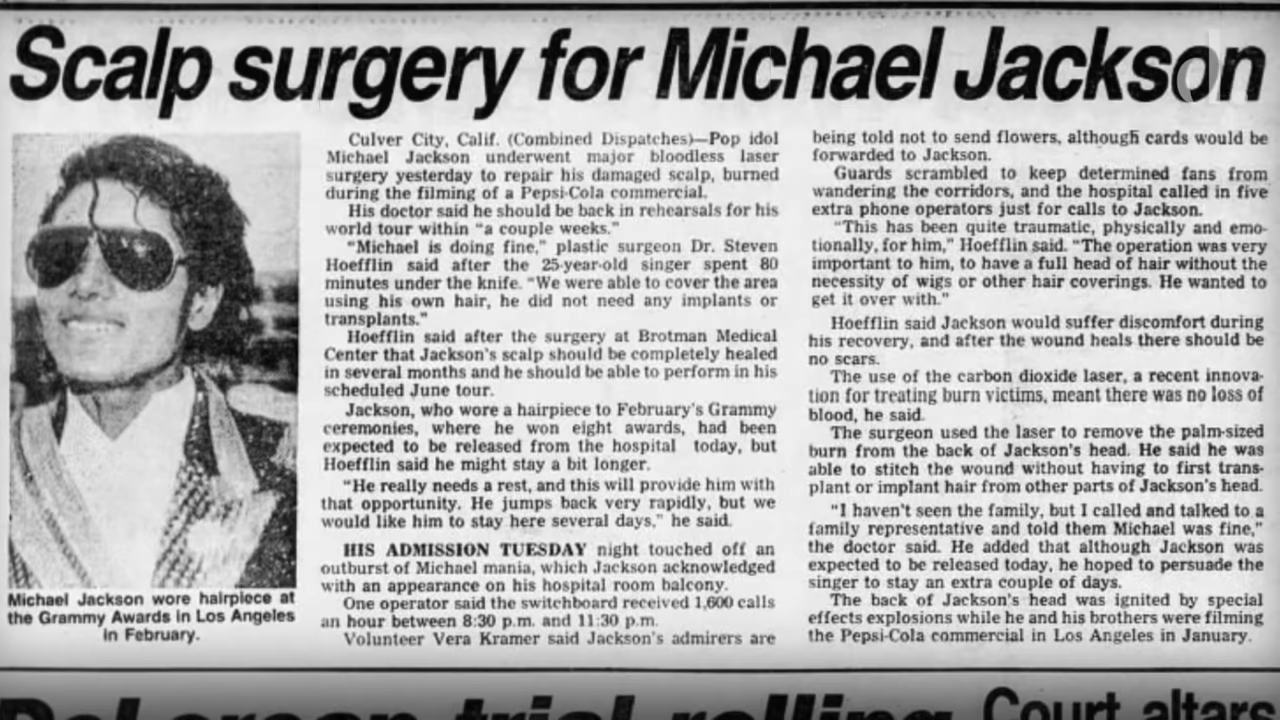 Scalp surgery for Michael Jackson
Michael Jackson wore hairpiece at
the Grammy Awards in Los Angeles
in February.
Culver City, Calif. (Combined Dispatches)—Pop idol
Michael Jackson underwent major bloodless laser
surgery yesterday to repair his damaged scalp, burned
during the filming of a Pepsi-Cola commercial.
His doctor said he should be back in rehearsals for his
world tour within "a couple weeks."
"Michael is doing fine," plastic surgeon Dr. Steven
Hoefflin said after the 25-year-old singer spent 80
minutes under the knife. "We were able to cover the area
using his own hair, he did not need any implants or
transplants."
Hoefflin said after the surgery at Brotman Medical
Center that Jackson's scalp should be completely healed
in several months and he should be able to perform in his
scheduled June tour.
Jackson, who wore a hairpiece to February's Grammy
ceremonies, where he won eight awards, had been
expected to be released from the hospital today, but
Hoefflin said he might stay a bit longer.
"He really needs a rest, and this will provide him with
that opportunity. He jumps back very rapidly, but we
would like him to stay here several days," he said.
HIS ADMISSION TUESDAY night touched off an
outburst of Michael mania, which Jackson acknowledged
with an appearance on his hospital room balcony.
One operator said the switchboard received 1,600 calls
an hour between 8:30 p.m. and 11:30 p.m.
Volunteer Vera Kramer said Jackson's admirers are
being told not to send flowers, although cards would be
forwarded to Jackson.
Guards scrambled to keep determined fans from
wandering the corridors, and the hospital called in five
extra phone operators just for calls to Jackson.
"This has been quite traumatic, physically and emo-
tionally, for him," Hoefflin said. "The operation was very
important to him, to have a full head of hair without the
necessity of wigs or other hair coverings. He wanted to
get it over with."
Hoefflin said Jackson would suffer discomfort during
his recovery, and after the wound heals there should be
no scars.
The use of the carbon dioxide laser, a recent innova-
tion for treating burn victims, meant there was no loss of
blood, he said.
The surgeon used the laser to remove the palm-sized
burn from the back of Jackson's head. He said he was
able to stitch the wound without having to first trans-
plant or implant hair from other parts of Jackson's head.
"I haven't seen the family, but I called and talked to a
family representative and told them Michael was fine,"
the doctor said. He added that although Jackson was
expected to be released today, he hoped to persuade the
singer to stay an extra couple of days.
The back of Jackson's head was ignited by special
effects explosions while he and his brothers were filming
the Pepsi-Cola commercial in Los Angeles in January.
DeLorean trial rolling
Court altars